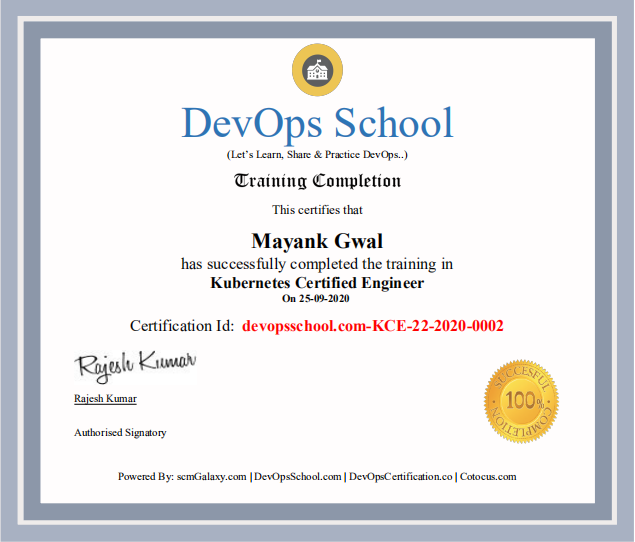 DevOps School
(Let's Learn, Share & Practice DevOps..)
Training Completion
This certifies that
Mayank Gwal
has successfully completed the training in
Kubernetes Certified Engineer
On 25-09-2020
Certification Id: devopsschool.com-KCE-22-2020-0002
Rajesh Kumar
Rajesh Kumar
Authorised Signatory
SUCCESFUL
100%
COMPLETION
Powered By: scmGalaxy.com | DevOpsSchool.com | DevOpsCertification.co | Cotocus.com